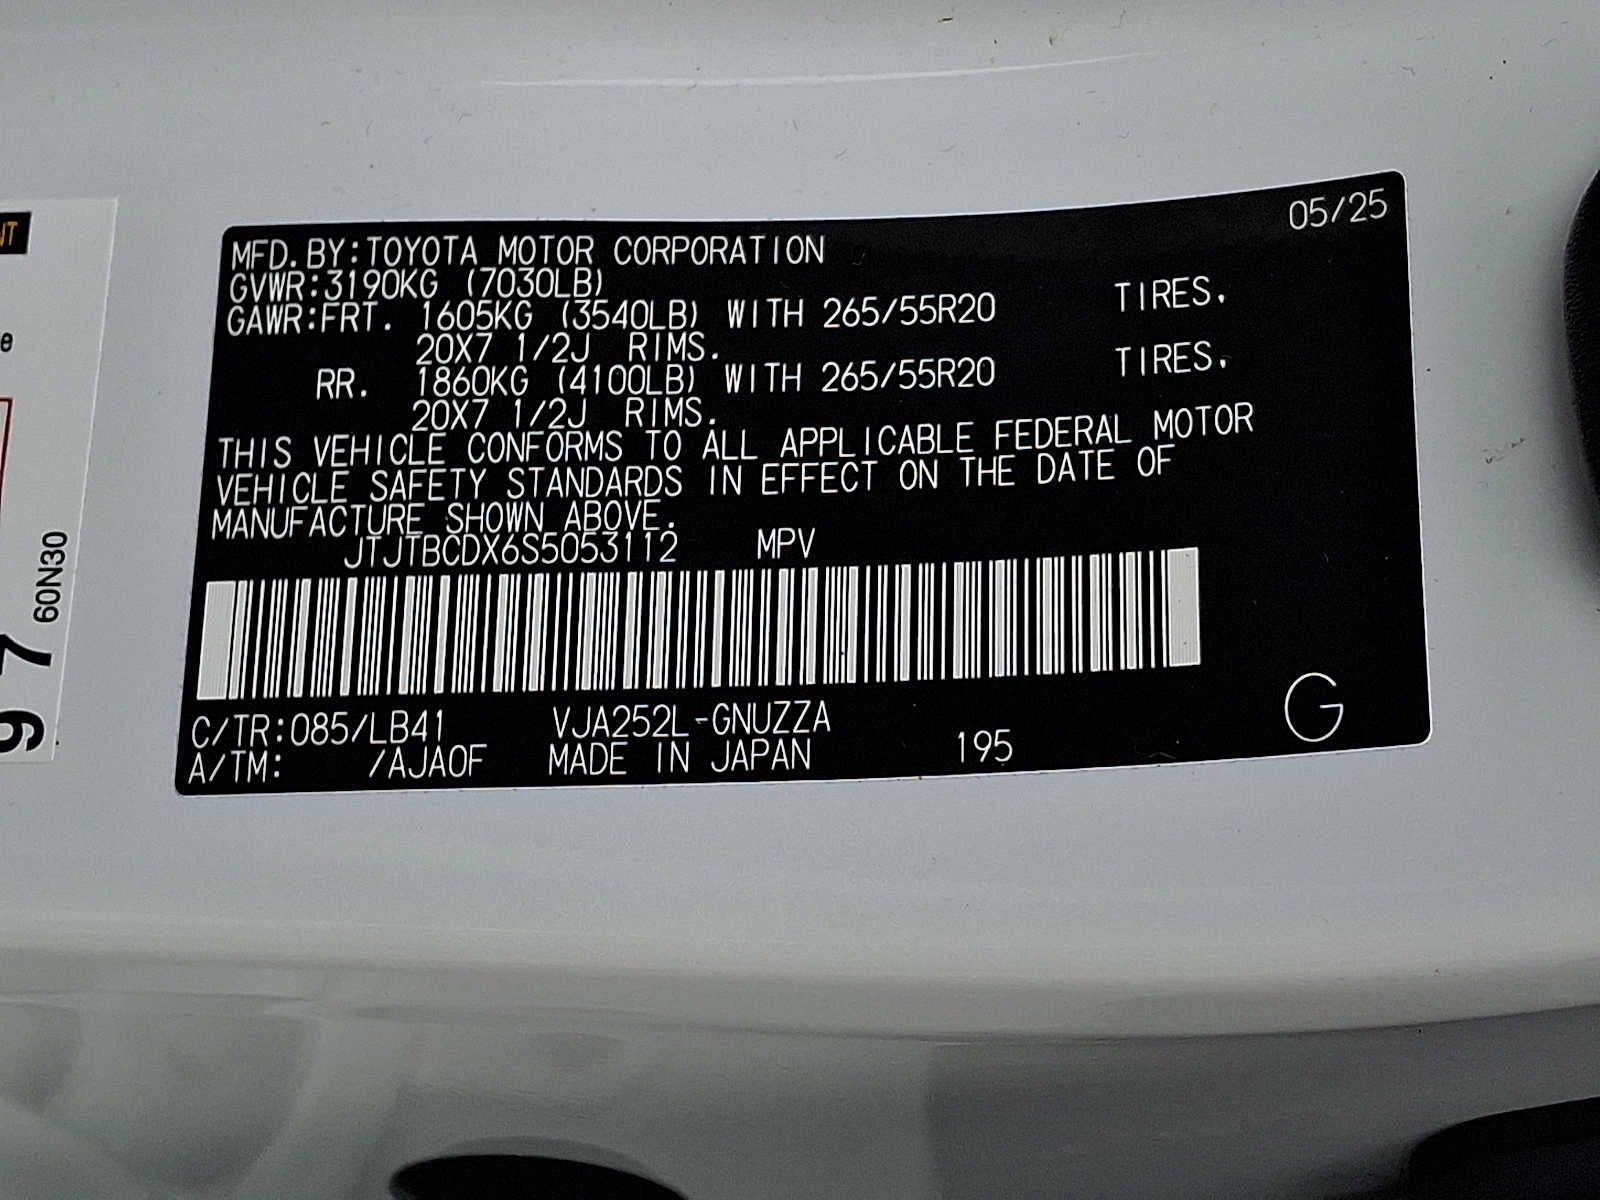 05/25
MFD. BY: TOYOTA MOTOR CORPORATION
GVWR: 3190KG (7030LB)
GAWR: FRT. 1605KG (3540LB) WITH 265/55R20 TIRES.
20X7 1/2J RIMS.
RR. 1860KG (4100LB) WITH 265/55R20 TIRES.
20X7 1/2J RIMS.
THIS VEHICLE CONFORMS TO ALL APPLICABLE FEDERAL MOTOR
VEHICLE SAFETY STANDARDS IN EFFECT ON THE DATE OF
MANUFACTURE SHOWN ABOVE.
JTJTBCDX6S5053112 MPV
C/TR: 085/LB41 VJA252L-GNUZZA
A/TM: /AJA0F MADE IN JAPAN 195
G
60N30
9 7